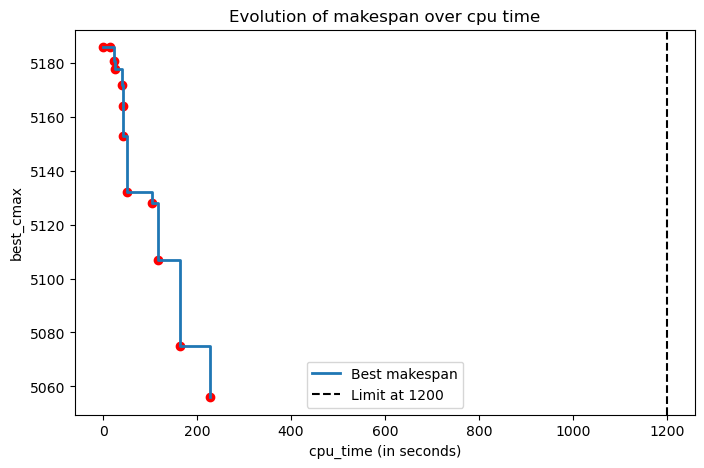 Evolution of makespan over cpu time
best_cmax
5180
5160
5140
5120
5100
5080
5060
Best makespan
Limit at 1200
0
200
400
600
800
1000
1200
cpu_time (in seconds)